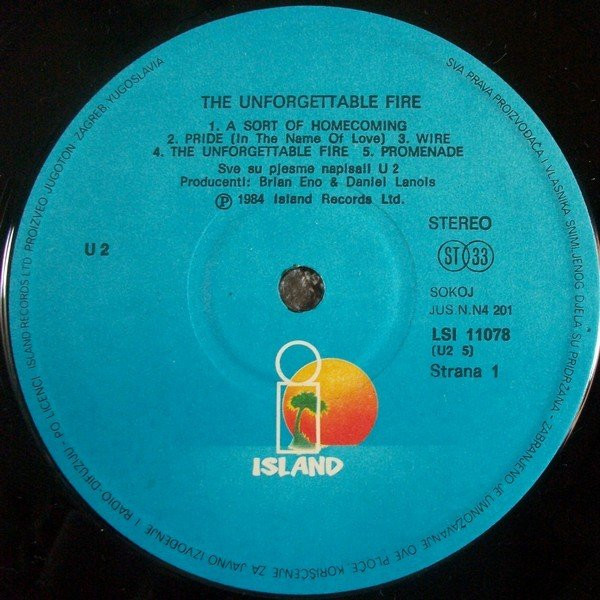 THE UNFORGETTABLE FIRE
1. A SORT OF HOMECOMING
2. PRIDE (In The Name Of Love) 3. WIRE
4. THE UNFORGETTABLE FIRE 5. PROMENADE
Sve su pjesme napisali U 2
Producenti: Brian Eno & Daniel Lanois
℗ 1984 Island Records Ltd.
U 2
STEREO
ST 33
SOKOJ
JUS N.N4 201
LSI 11078
(U2 5)
Strana 1
ISLAND
SVA PRAVA PROIZVOĐAČA I VLASNIKA SNIMLJENOG DJELA SU PRIDRŽANA - ZABRANJENO JE UMNOŽAVANJE OVE PLOČE, KORIŠĆENJE ZA JAVNO IZVOĐENJE I RADIO-DIFUZIJU - PO LICENCI ISLAND RECORDS LTD PROIZVEO JUGOTON ZAGREB YUGOSLAVIA